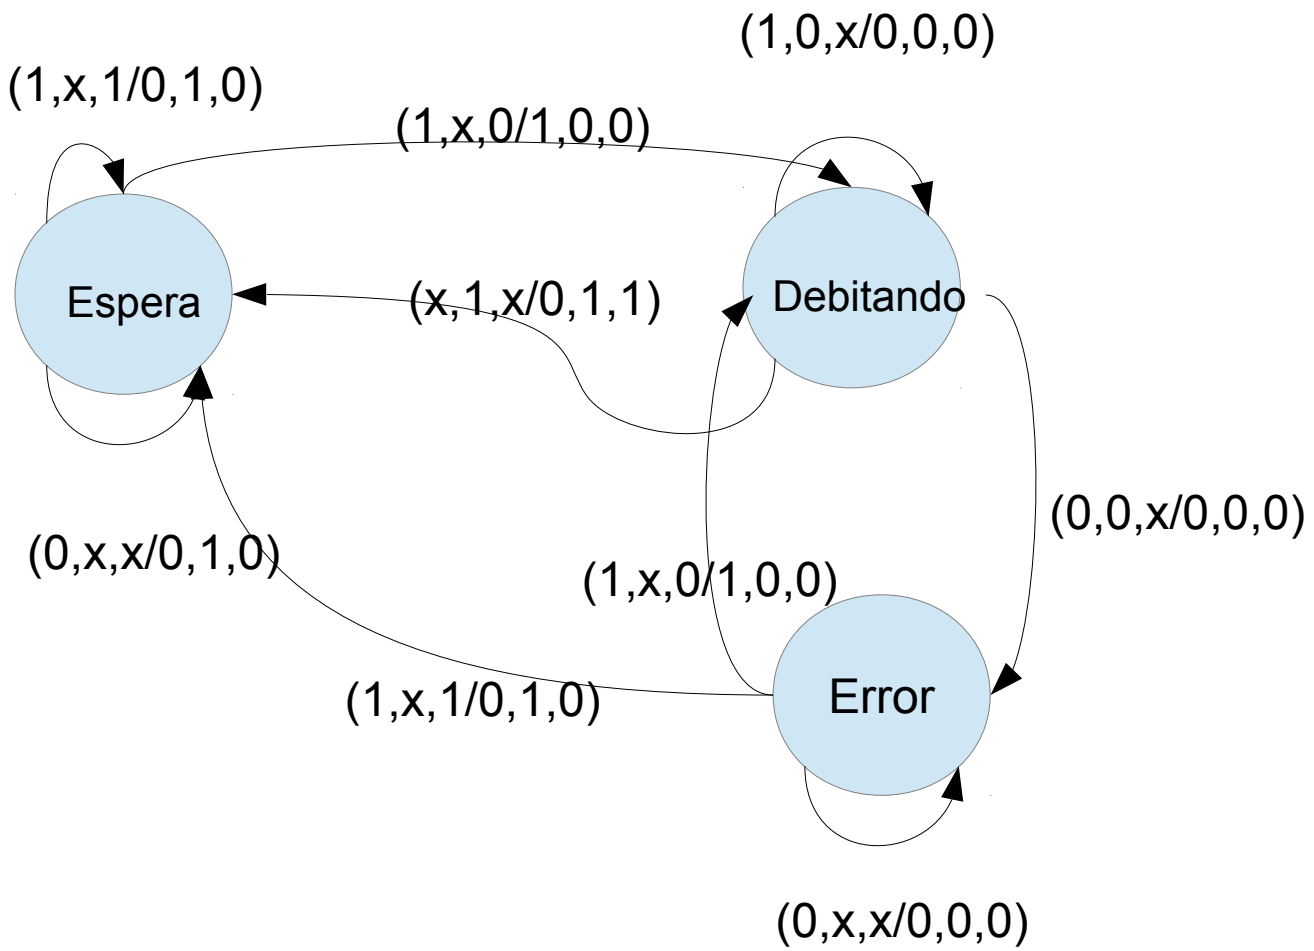 (1,0,x/0,0,0)
(1,x,1/0,1,0)
(1,x,0/1,0,0)
Espera
(x,1,x/0,1,1)
Debitando
(0,0,x/0,0,0)
(0,x,x/0,1,0)
(1,x,0/1,0,0)
(1,x,1/0,1,0)
Error
(0,x,x/0,0,0)